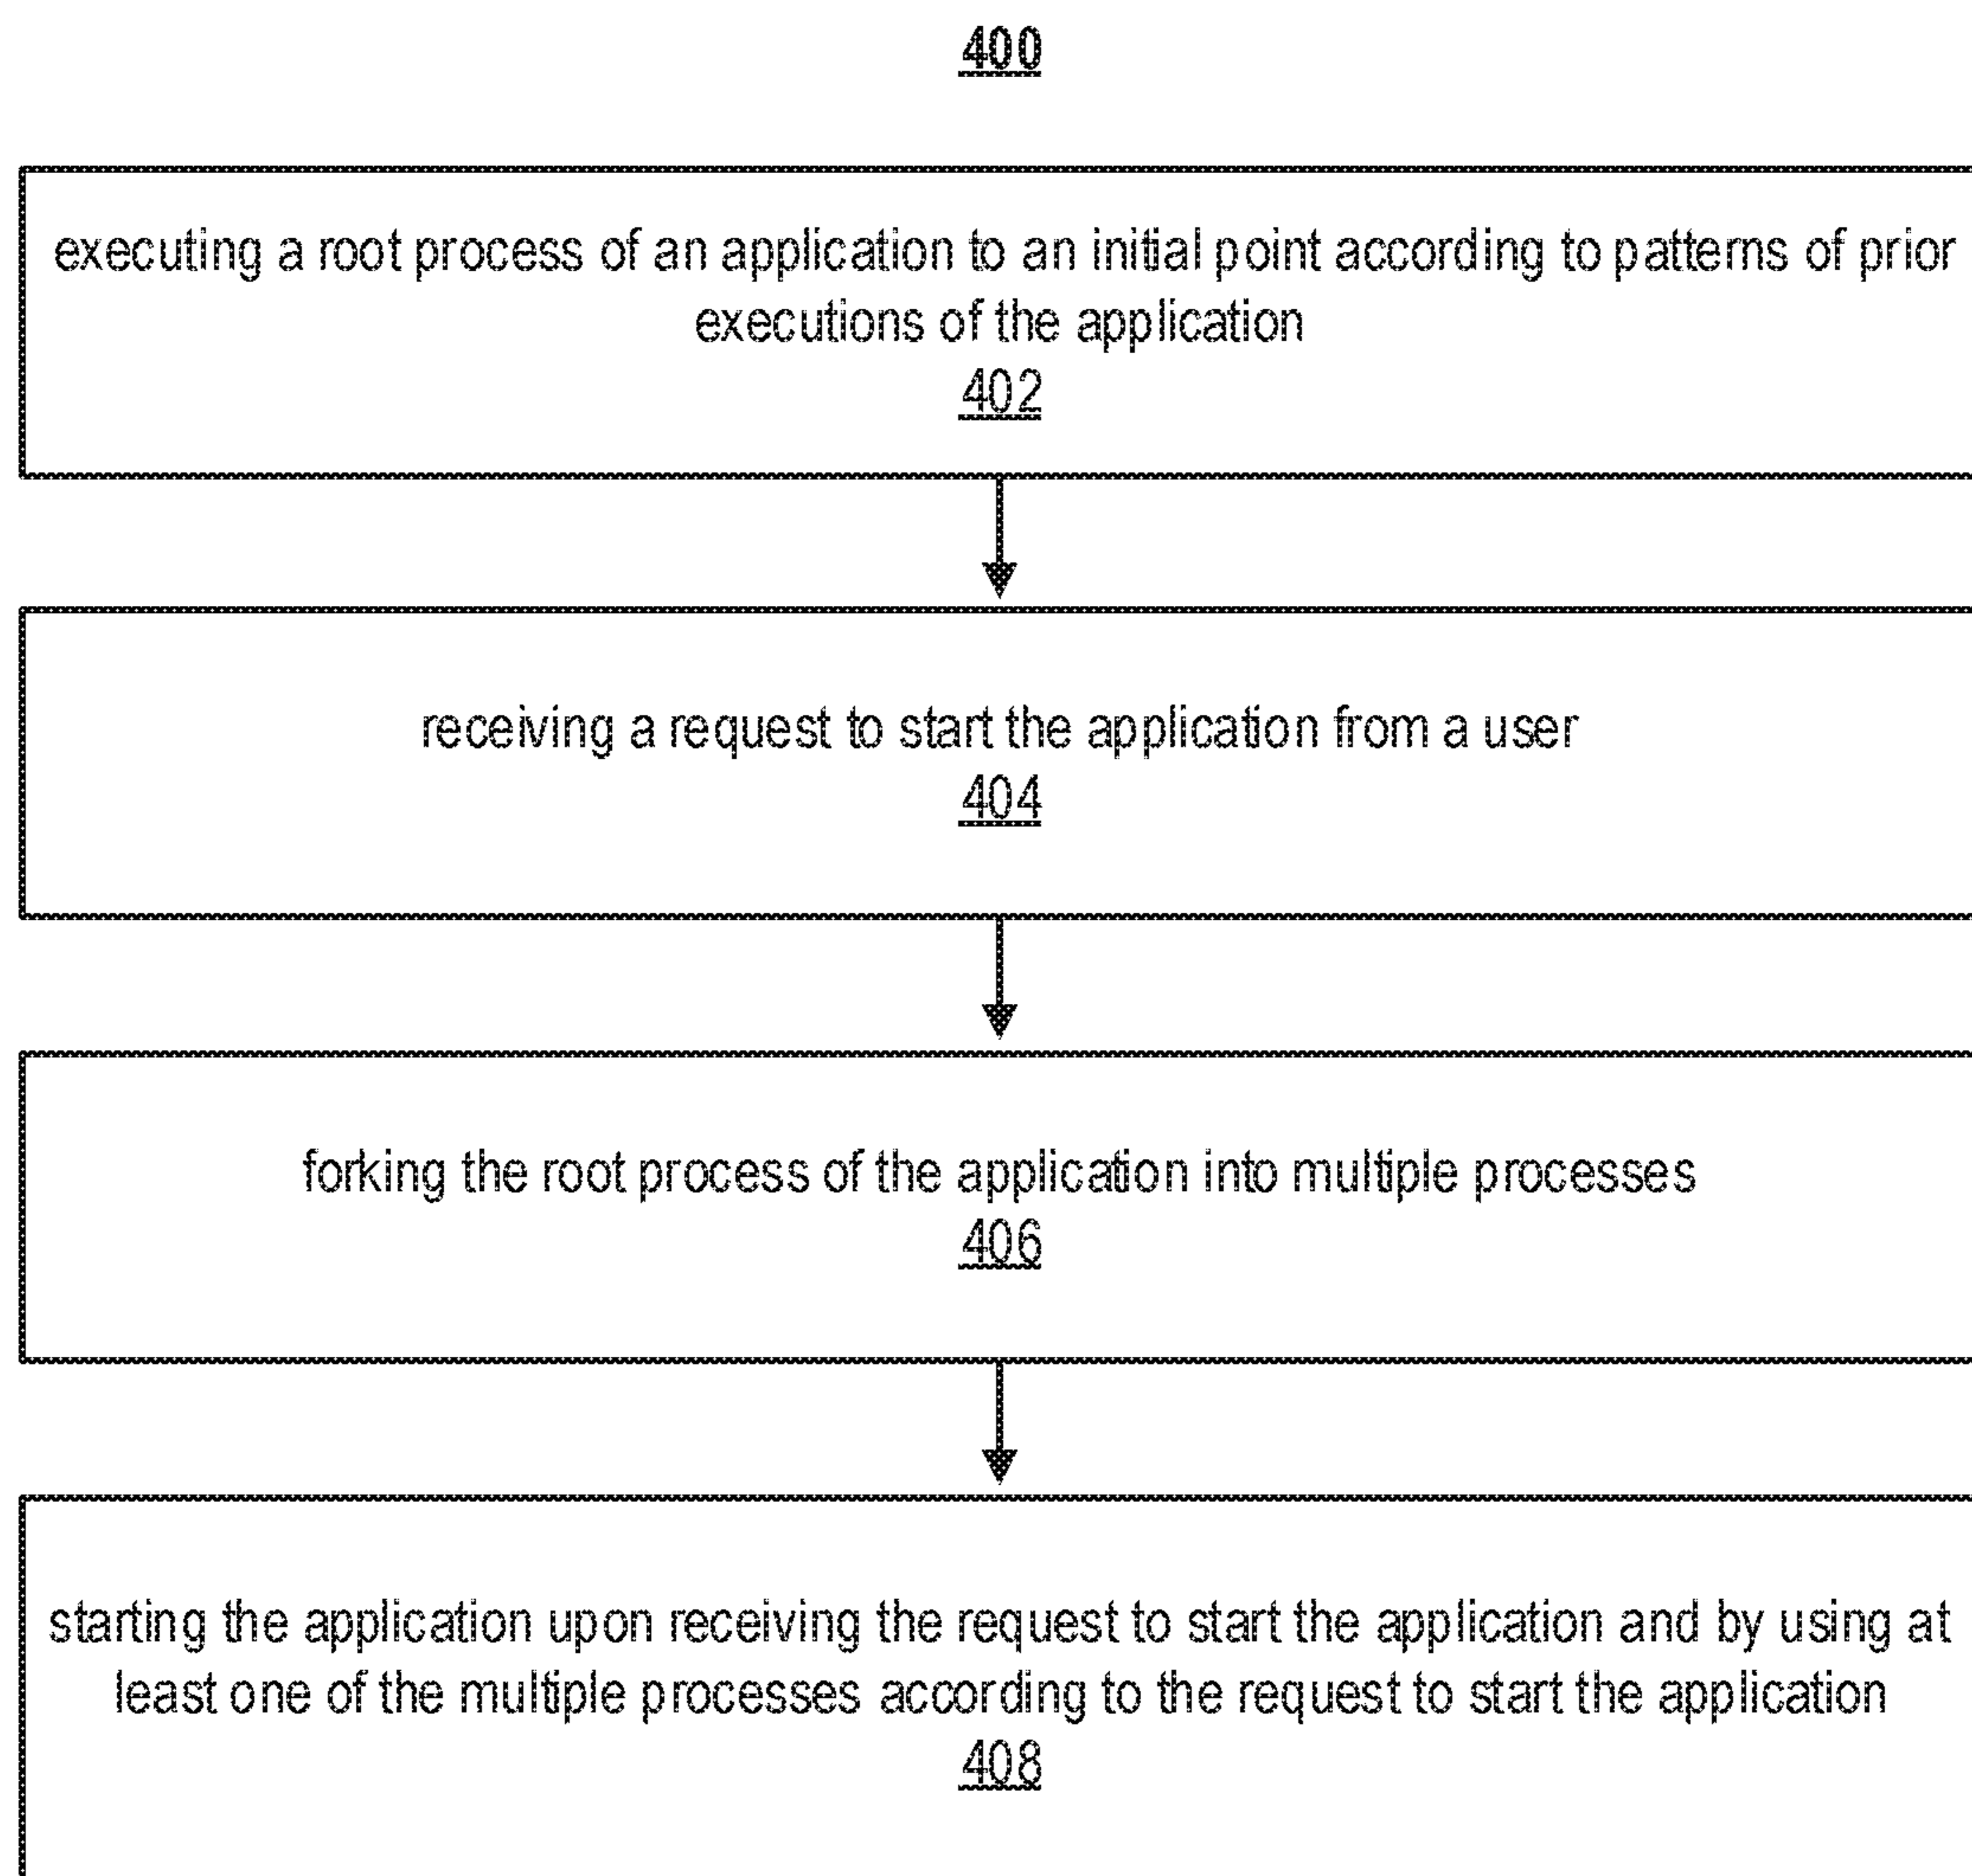 400
executing a root process of an application to an initial point according to patterns of prior
executions of the application
402
receiving a request to start the application from a user
404
forking the root process of the application into multiple processes
406
starting the application upon receiving the request to start the application and by using at
least one of the multiple processes according to the request to start the application
408